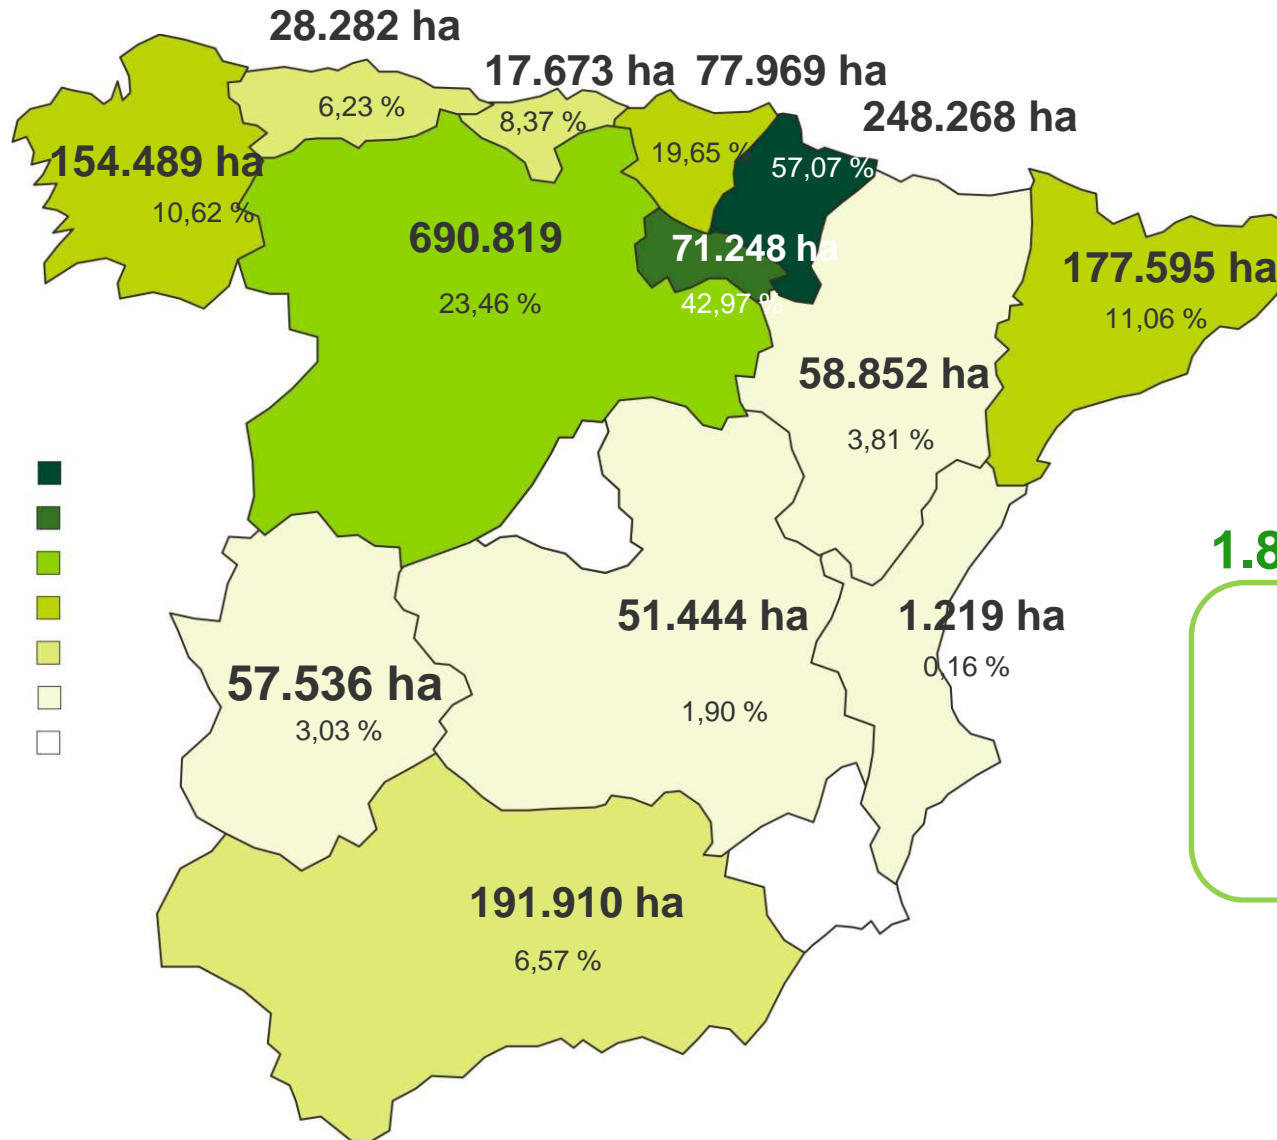 28.282 ha
17.673 ha
77.969 ha
248.268 ha
6,23 %
8,37 %
19,65 %
57,07 %
154.489 ha
10,62 %
690.819
23,46 %
71.248 ha
42,97 %
177.595 ha
11,06 %
58.852 ha
3,81 %
1.8
51.444 ha
1,90 %
1.219 ha
0,16 %
57.536 ha
3,03 %
191.910 ha
6,57 %